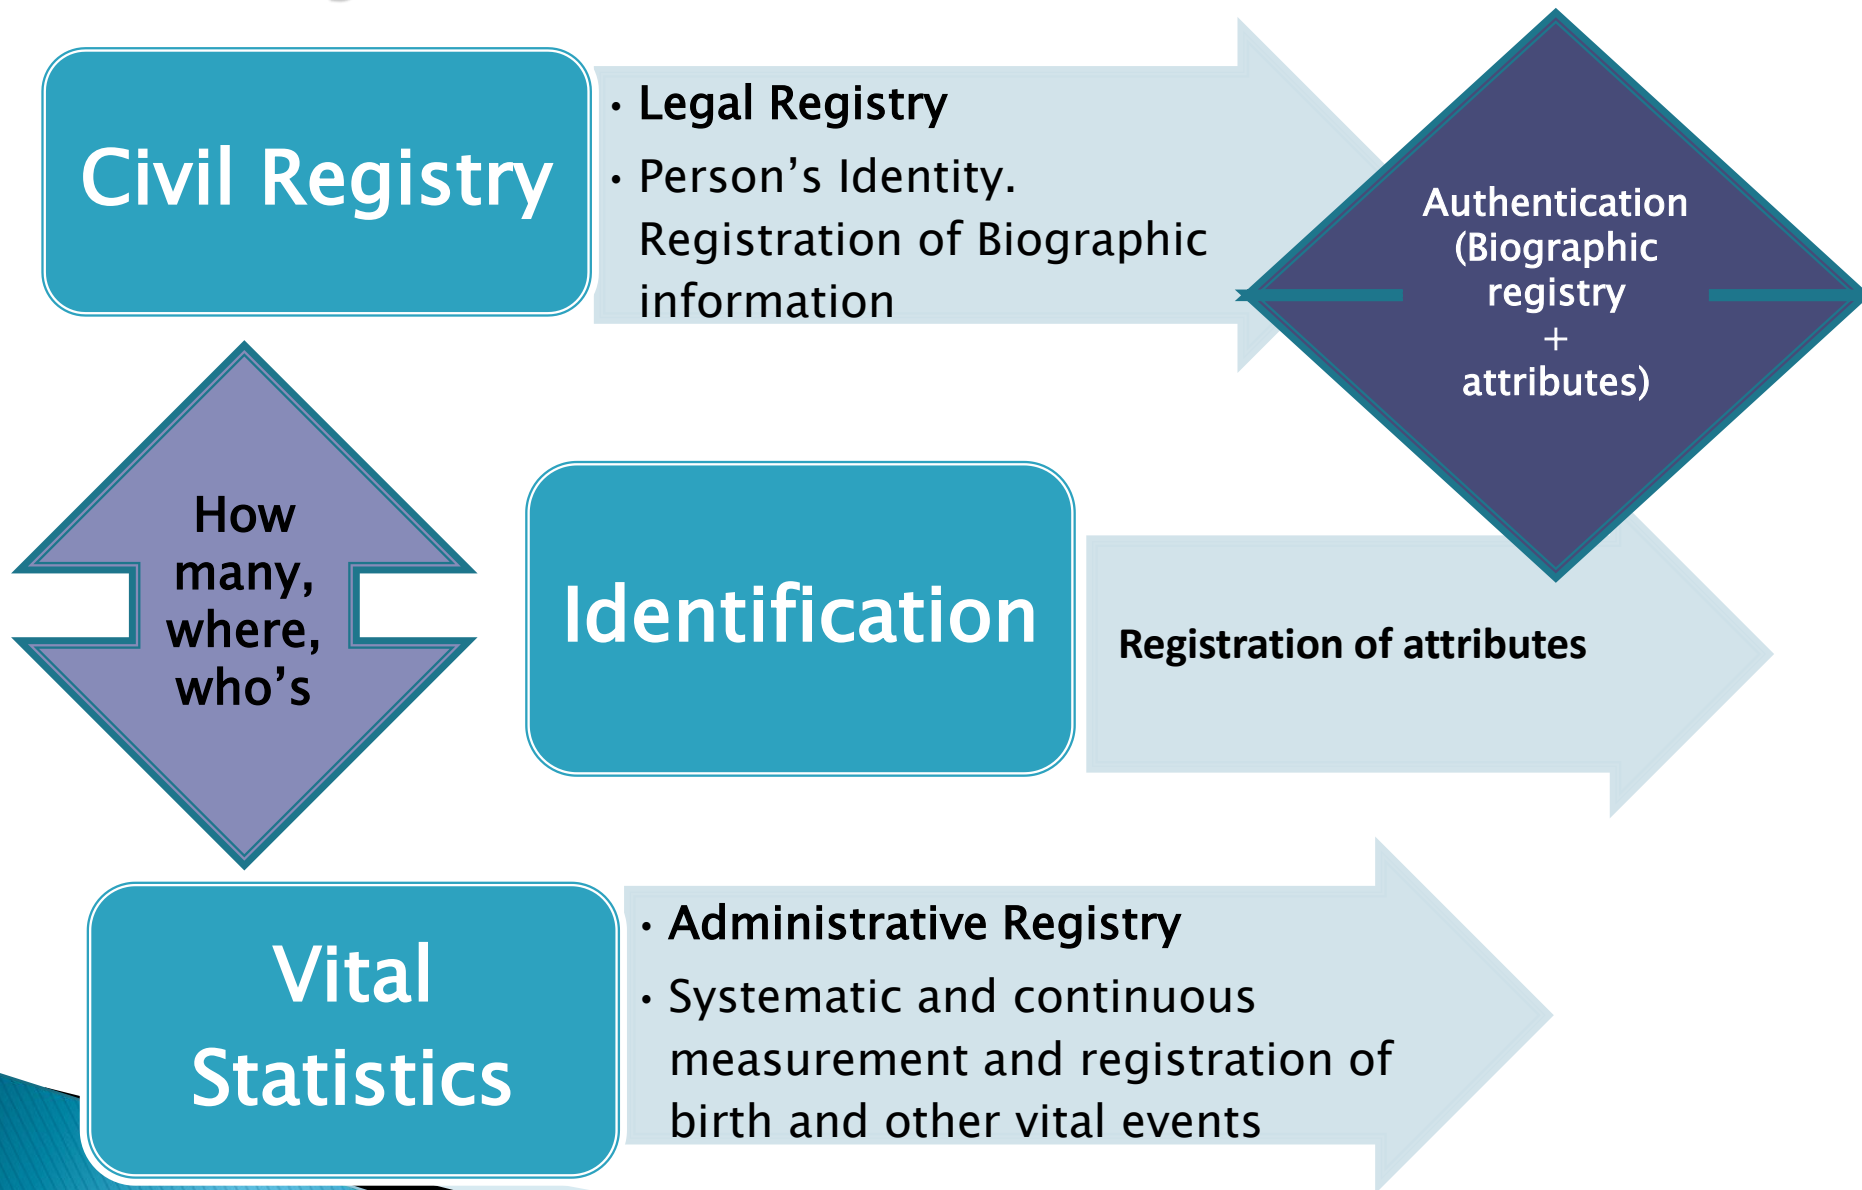 Civil Registry
• Legal Registry
• Person’s Identity.
Registration of Biographic
information
Authentication
(Biographic
registry
+
attributes)
How
many,
where,
who’s
Identification
Registration of attributes
Vital
Statistics
• Administrative Registry
• Systematic and continuous
measurement and registration of
birth and other vital events